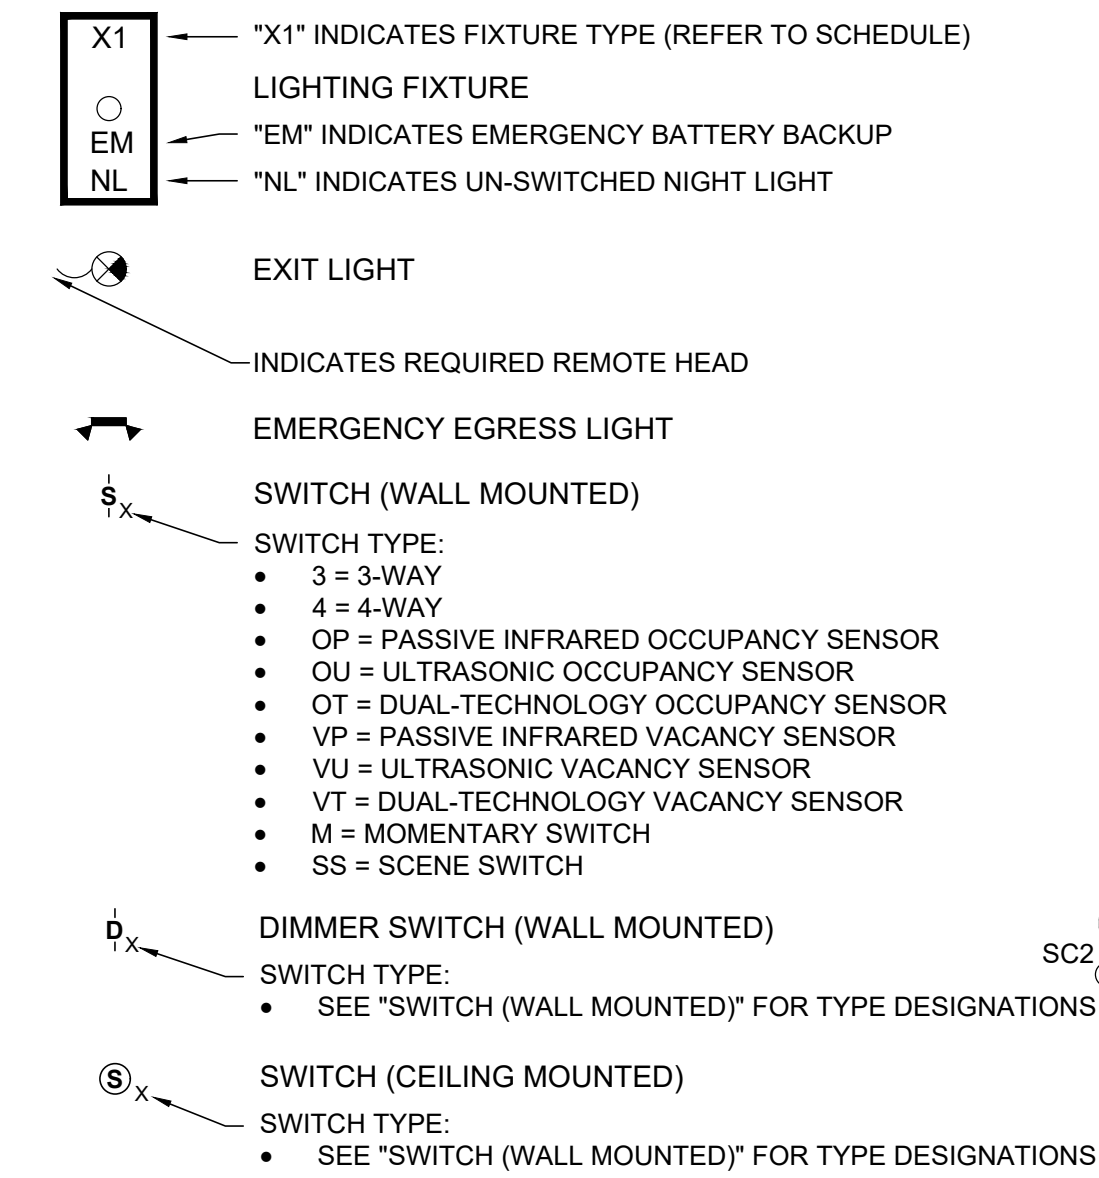 X1 "X1" INDICATES FIXTURE TYPE (REFER TO SCHEDULE)
LIGHTING FIXTURE
EM "EM" INDICATES EMERGENCY BATTERY BACKUP
NL "NL" INDICATES UN-SWITCHED NIGHT LIGHT
EXIT LIGHT
INDICATES REQUIRED REMOTE HEAD
EMERGENCY EGRESS LIGHT
S X SWITCH (WALL MOUNTED)
SWITCH TYPE:
• 3 = 3-WAY
• 4 = 4-WAY
• OP = PASSIVE INFRARED OCCUPANCY SENSOR
• OU = ULTRASONIC OCCUPANCY SENSOR
• OT = DUAL-TECHNOLOGY OCCUPANCY SENSOR
• VP = PASSIVE INFRARED VACANCY SENSOR
• VU = ULTRASONIC VACANCY SENSOR
• VT = DUAL-TECHNOLOGY VACANCY SENSOR
• M = MOMENTARY SWITCH
• SS = SCENE SWITCH
D X DIMMER SWITCH (WALL MOUNTED)
SC2
SWITCH TYPE:
• SEE "SWITCH (WALL MOUNTED)" FOR TYPE DESIGNATIONS
S X SWITCH (CEILING MOUNTED)
SWITCH TYPE:
• SEE "SWITCH (WALL MOUNTED)" FOR TYPE DESIGNATIONS